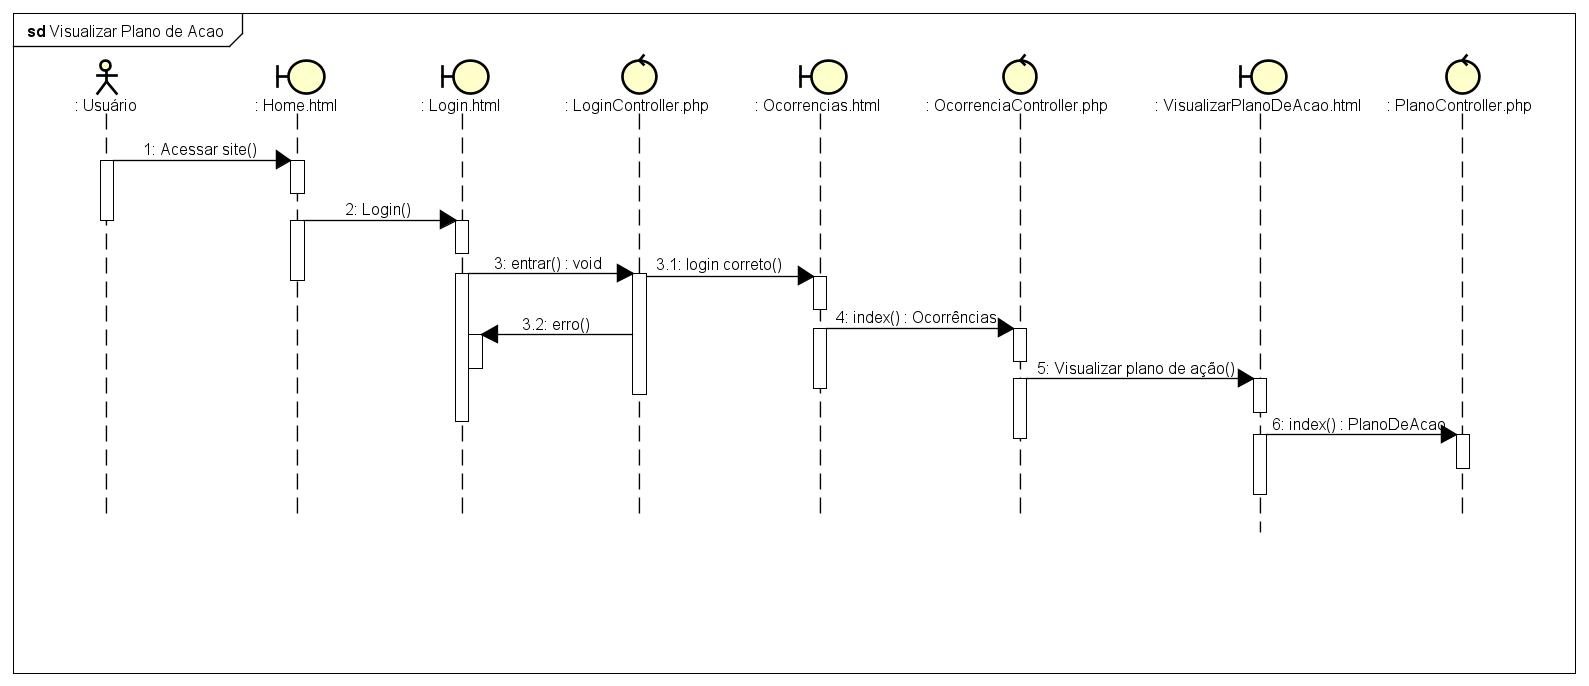 sd Visualizar Plano de Acao
: Usuário
: Home.html
: Login.html
: LoginController.php
: Ocorrencias.html
: OcorrenciaController.php
: VisualizarPlanoDeAcao.html
: PlanoController.php
1: Acessar site()
2: Login()
3: entrar() : void
3.1: login correto()
3.2: erro()
4: index() : Ocorrências
5: Visualizar plano de ação()
6: index() : PlanoDeAcao